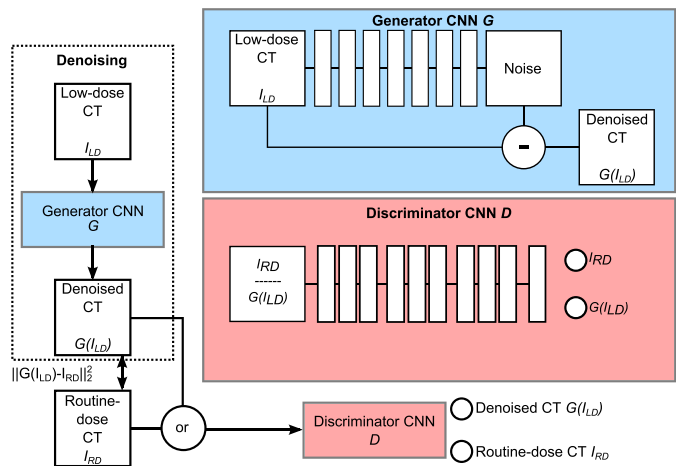 Denoising
Low-dose
CT
I_LD
Generator CNN
G
Denoised
CT
G(I_LD)
||G(I_LD)-I_RD||_2^2
Routine-
dose
CT
I_RD
or
Generator CNN G
Low-dose
CT
I_LD
Noise
-
Denoised
CT
G(I_LD)
Discriminator CNN D
I_RD
------
G(I_LD)
I_RD
G(I_LD)
Discriminator CNN
D
Denoised CT G(I_LD)
Routine-dose CT I_RD